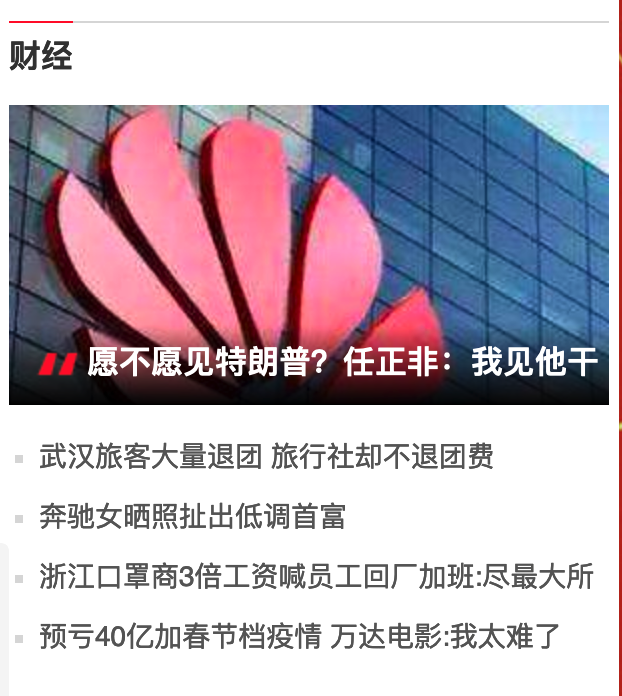 财经
愿不愿见特朗普？任正非：我见他干
武汉旅客大量退团 旅行社却不退团费
奔驰女晒照扯出低调首富
浙江口罩商3倍工资喊员工回厂加班:尽最大所
预亏40亿加春节档疫情 万达电影:我太难了